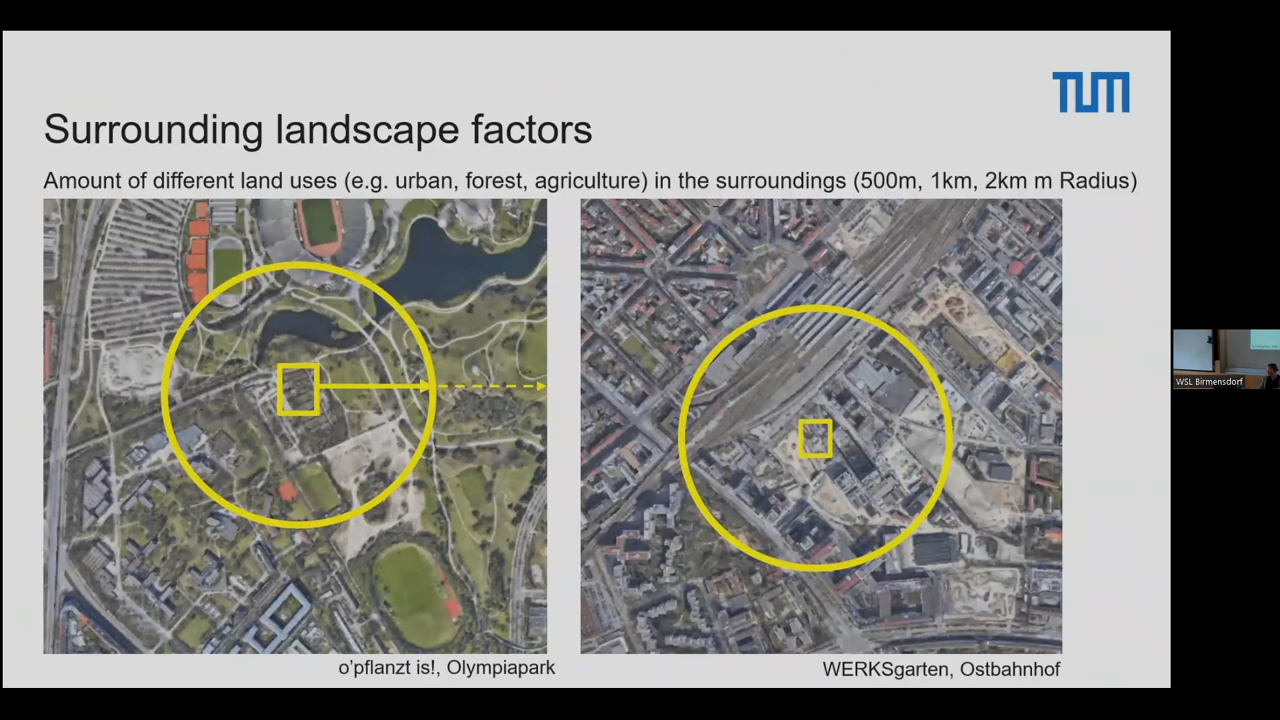 TUM
Surrounding landscape factors
Amount of different land uses (e.g. urban, forest, agriculture) in the surroundings (500m, 1km, 2km m Radius)
o'pflanzt is!, Olympiapark
WERKSgarten, Ostbahnhof
WSL Birmensdorf